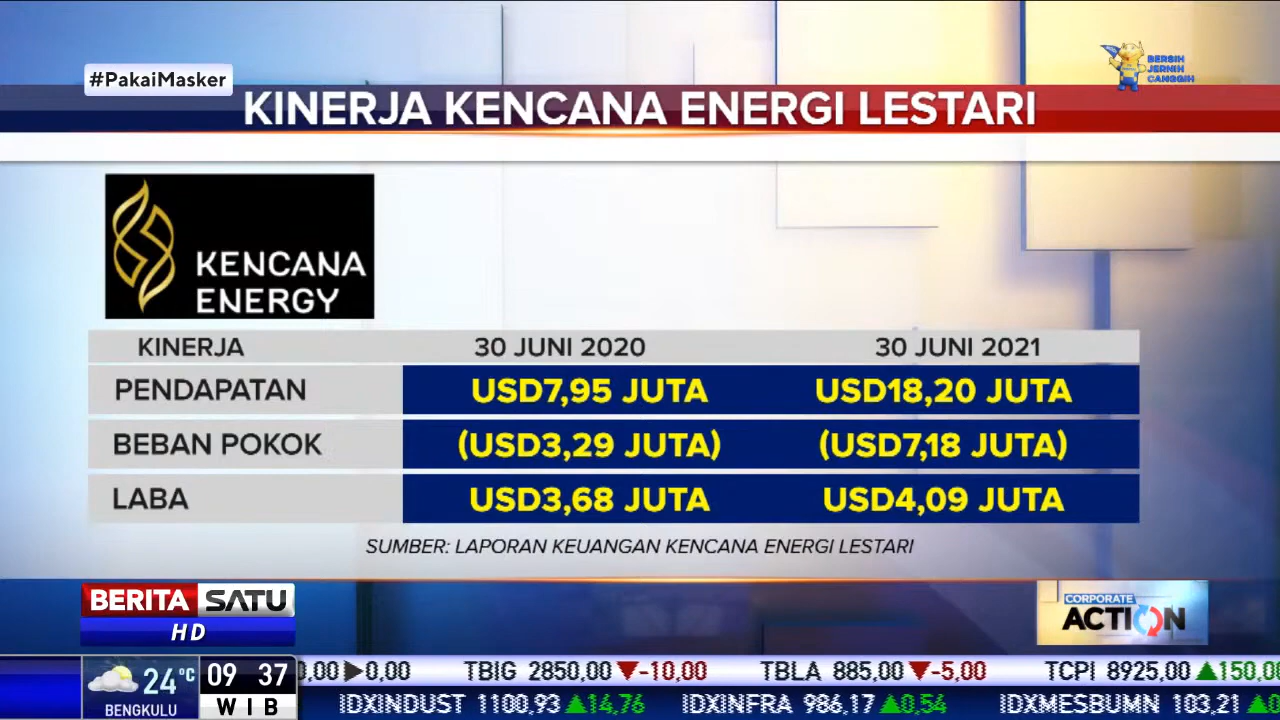 #PakaiMasker
BERSIH
JERNIH
CANGGIH
KINERJA KENCANA ENERGI LESTARI
KENCANA
ENERGY
KINERJA 30 JUNI 2020 30 JUNI 2021
PENDAPATAN USD7,95 JUTA USD18,20 JUTA
BEBAN POKOK (USD3,29 JUTA) (USD7,18 JUTA)
LABA USD3,68 JUTA USD4,09 JUTA
SUMBER: LAPORAN KEUANGAN KENCANA ENERGI LESTARI
BERITA SATU
HD
CORPORATE
ACTION
24°C
BENGKULU
09 37
WIB
0,00 ▶0,00 TBIG 2850,00 ▼-10,00 TBLA 885,00 ▼-5,00 TCPI 8925,00 ▲150,0
IDXINDUST 1100,93 ▲14,76 IDXINFRA 986,17 ▲0,54 IDXMESBUMN 103,21 ▲0